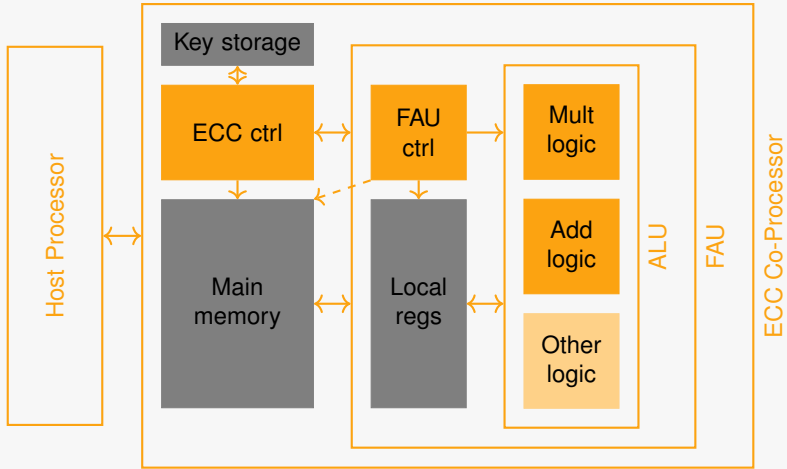 Host Processor
Key storage
ECC ctrl
Main
memory
FAU
ctrl
Local
regs
Mult
logic
Add
logic
Other
logic
ALU
FAU
ECC Co-Processor